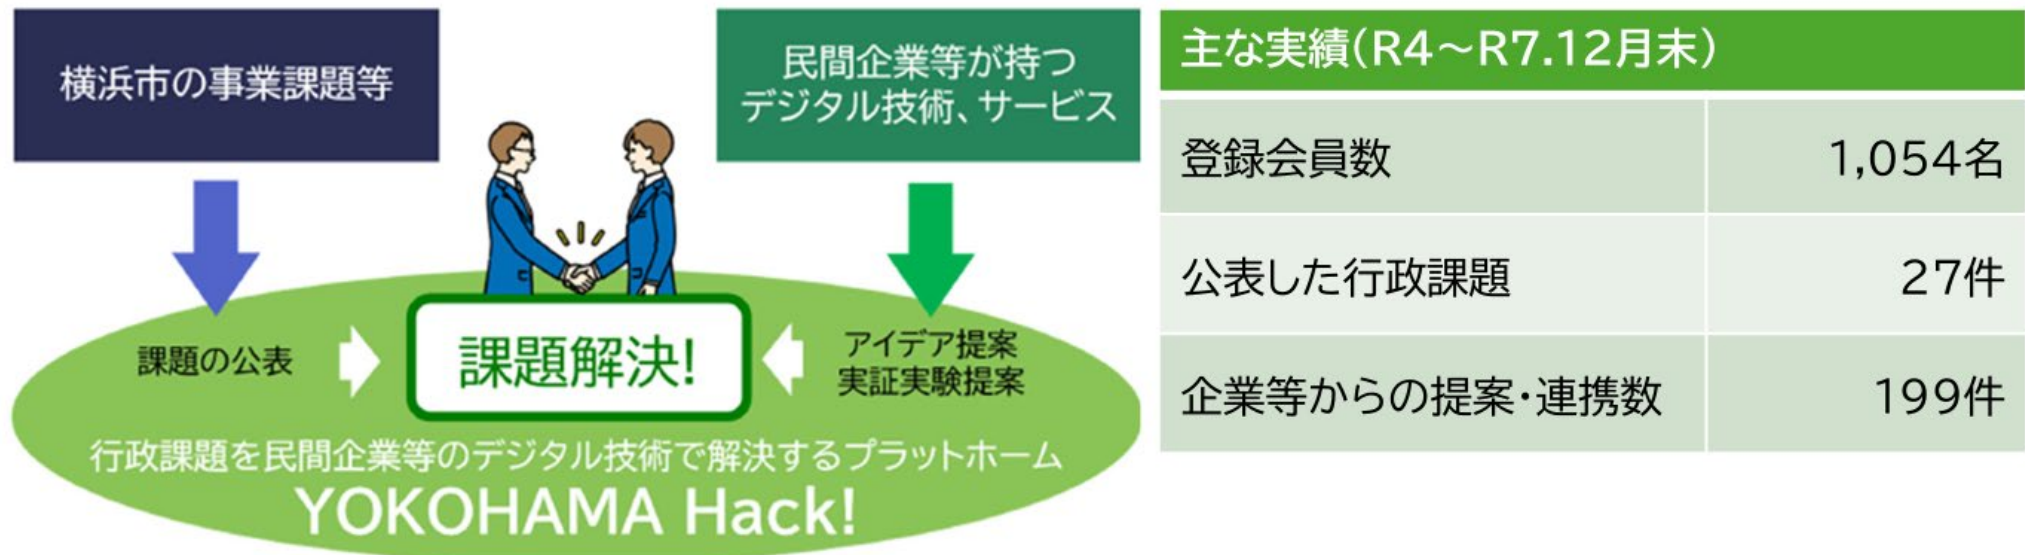 横浜市の事業課題等
民間企業等が持つ
デジタル技術、サービス
課題の公表
課題解決!
アイデア提案
実証実験提案
行政課題を民間企業等のデジタル技術で解決するプラットホーム
YOKOHAMA Hack!
主な実績(R4～R7.12月末)
登録会員数 1,054名
公表した行政課題 27件
企業等からの提案・連携数 199件